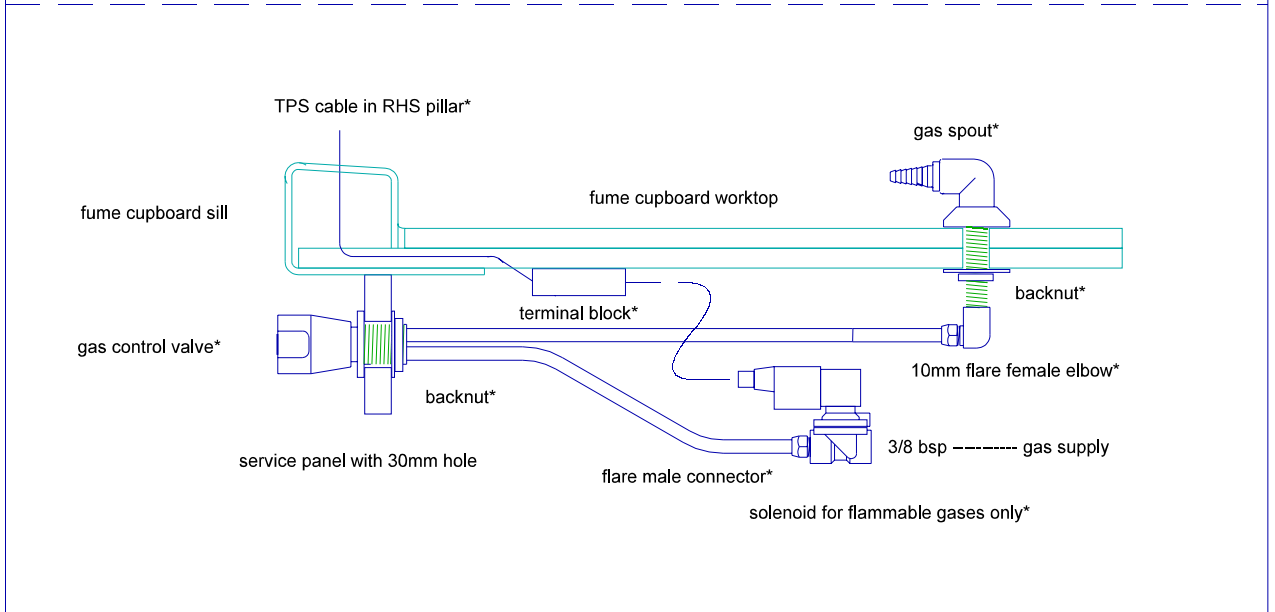 TPS cable in RHS pillar*
gas spout*
fume cupboard sill
fume cupboard worktop
backnut*
terminal block*
gas control valve*
10mm flare female elbow*
backnut*
3/8 bsp ---------- gas supply
service panel with 30mm hole
flare male connector*
solenoid for flammable gases only*